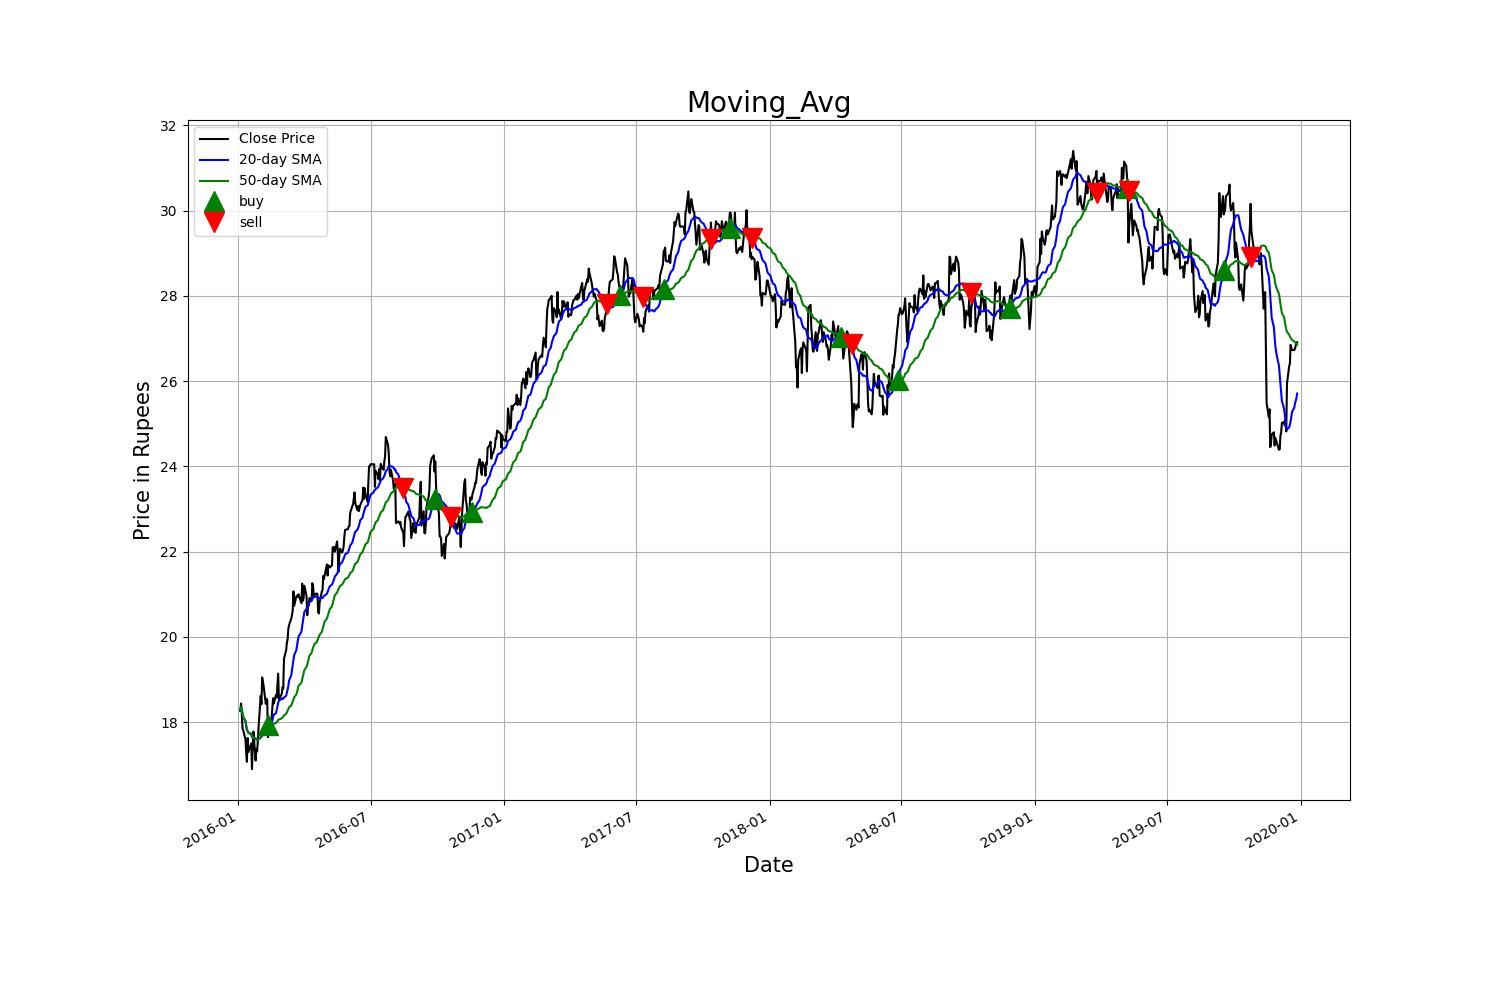 Moving_Avg
Close Price
20-day SMA
50-day SMA
buy
sell
32
30
28
26
24
22
20
18
Price in Rupees
2016-01
2016-07
2017-01
2017-07
2018-01
2018-07
2019-01
2019-07
2020-01
Date